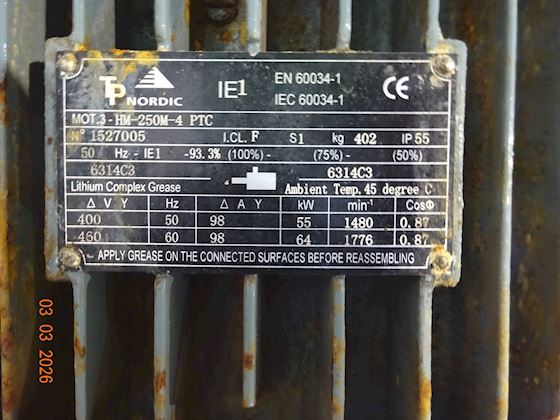 TP NORDIC
IE1
EN 60034-1
IEC 60034-1
CE
MOT.3-HM-250M-4 PTC
N° 1527005 I.CL. F S1 kg 402 IP 55
50 Hz - IE1 -93.3% (100%) - (75%) - (50%)
6314C3 6314C3
Lithium Complex Grease Ambient Temp. 45 degree C
Δ V Y Hz Δ A Y kW min⁻¹ CosΦ
400 50 98 55 1480 0.87
460 60 98 64 1776 0.87
- APPLY GREASE ON THE CONNECTED SURFACES BEFORE REASSEMBLING
03 03 2026